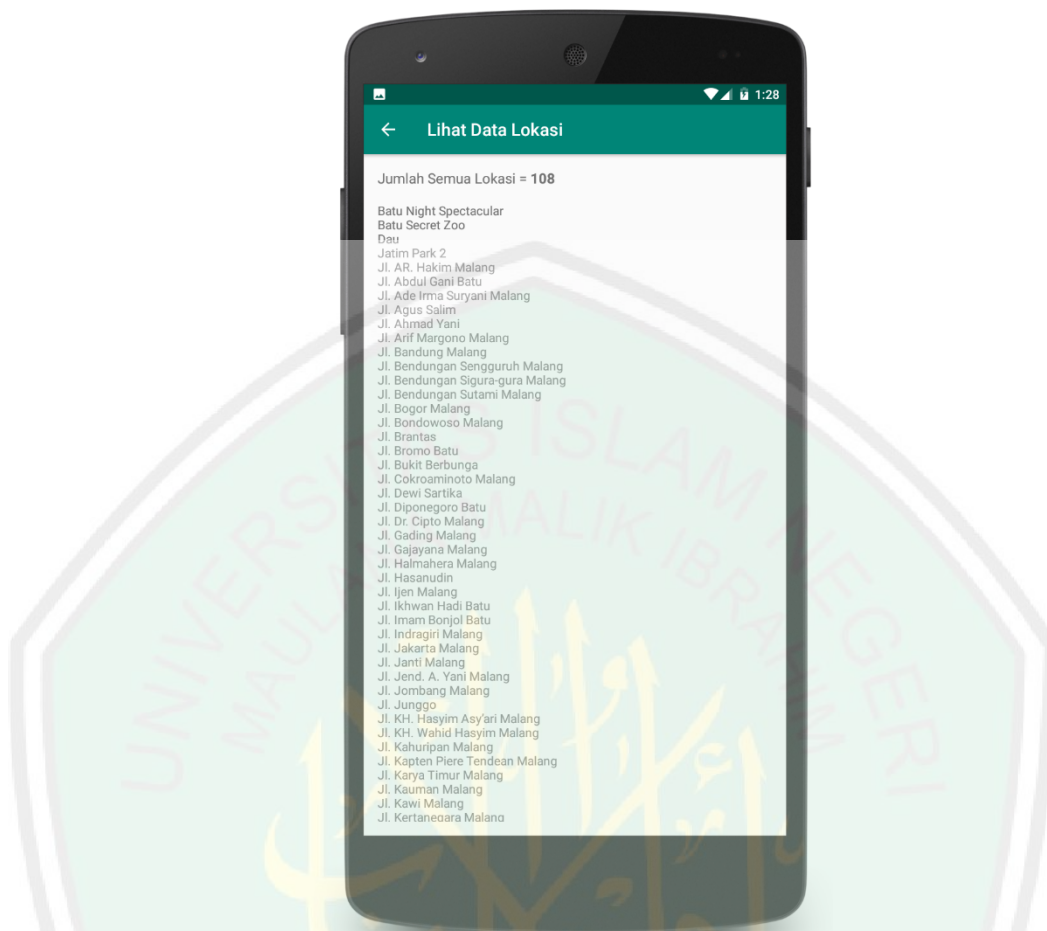 1:28
Lihat Data Lokasi
Jumlah Semua Lokasi = 108
Batu Night Spectacular
Batu Secret Zoo
Dau
Jatim Park 2
Jl. AR. Hakim Malang
Jl. Abdul Gani Batu
Jl. Ade Irma Suryani Malang
Jl. Agus Salim
Jl. Ahmad Yani
Jl. Arif Margono Malang
Jl. Bandung Malang
Jl. Bendungan Sengguruh Malang
Jl. Bendungan Sigura-gura Malang
Jl. Bendungan Sutami Malang
Jl. Bogor Malang
Jl. Bondowoso Malang
Jl. Brantas
Jl. Bromo Batu
Jl. Bukit Berbunga
Jl. Cokroaminoto Malang
Jl. Dewi Sartika
Jl. Diponegoro Batu
Jl. Dr. Cipto Malang
Jl. Gading Malang
Jl. Gajayana Malang
Jl. Halmahera Malang
Jl. Hasanudin
Jl. Ijen Malang
Jl. Ikhwan Hadi Batu
Jl. Imam Bonjol Batu
Jl. Indragiri Malang
Jl. Jakarta Malang
Jl. Janti Malang
Jl. Jend. A. Yani Malang
Jl. Jombang Malang
Jl. Junggo
Jl. KH. Hasyim Asy'ari Malang
Jl. KH. Wahid Hasyim Malang
Jl. Kahuripan Malang
Jl. Kapten Piere Tendean Malang
Jl. Karya Timur Malang
Jl. Kauman Malang
Jl. Kawi Malang
Jl. Kertanegara Malang
UNIVERSITAS ISLAM NEGERI
MAULANA MALIK IBRAHIM